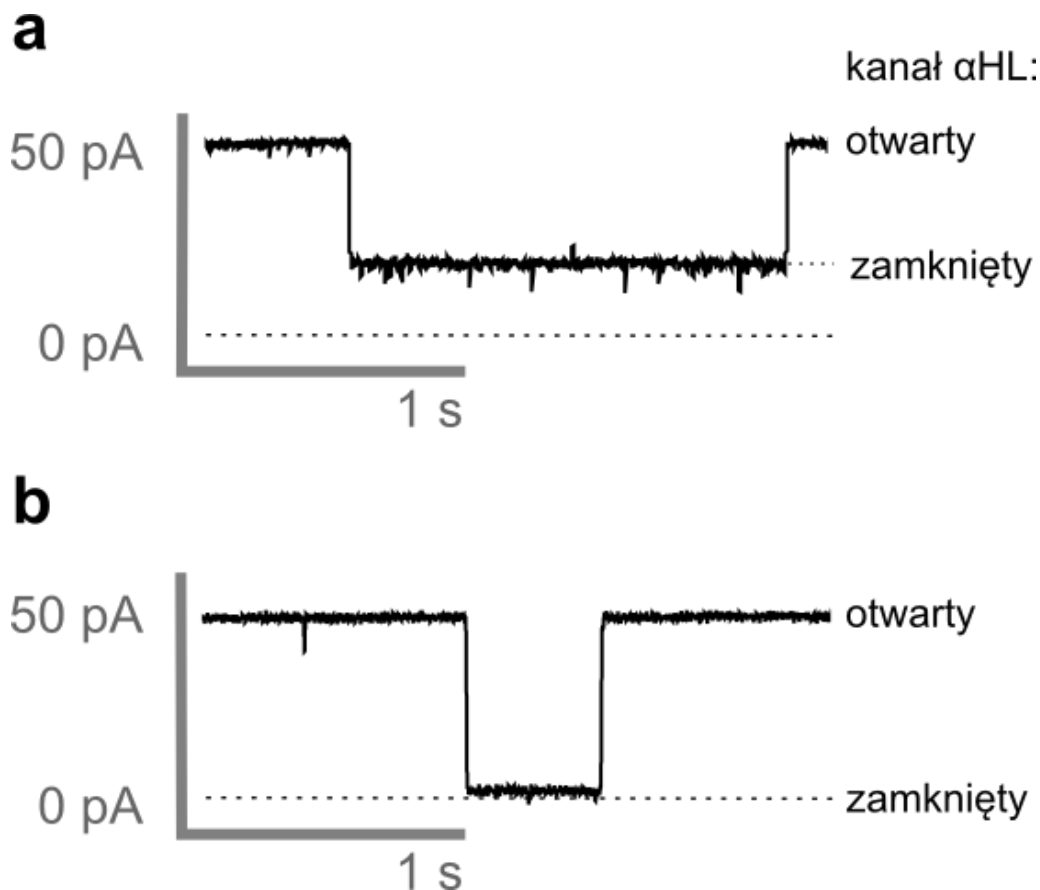 a
kanał αHL:
50 pA
otwarty
zamknięty
0 pA
1 s
b
50 pA
otwarty
0 pA
zamknięty
1 s